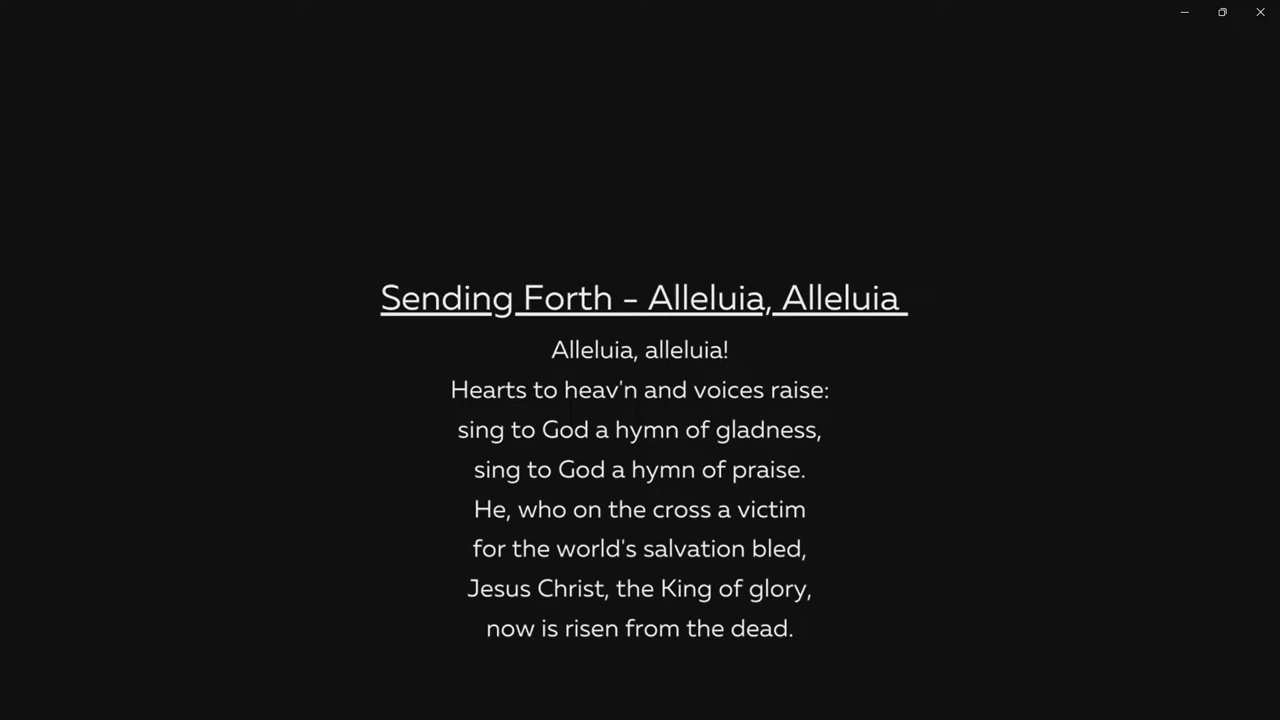 Sending Forth - Alleluia, Alleluia
Alleluia, alleluia!
Hearts to heav'n and voices raise:
sing to God a hymn of gladness,
sing to God a hymn of praise.
He, who on the cross a victim
for the world's salvation bled,
Jesus Christ, the King of glory,
now is risen from the dead.